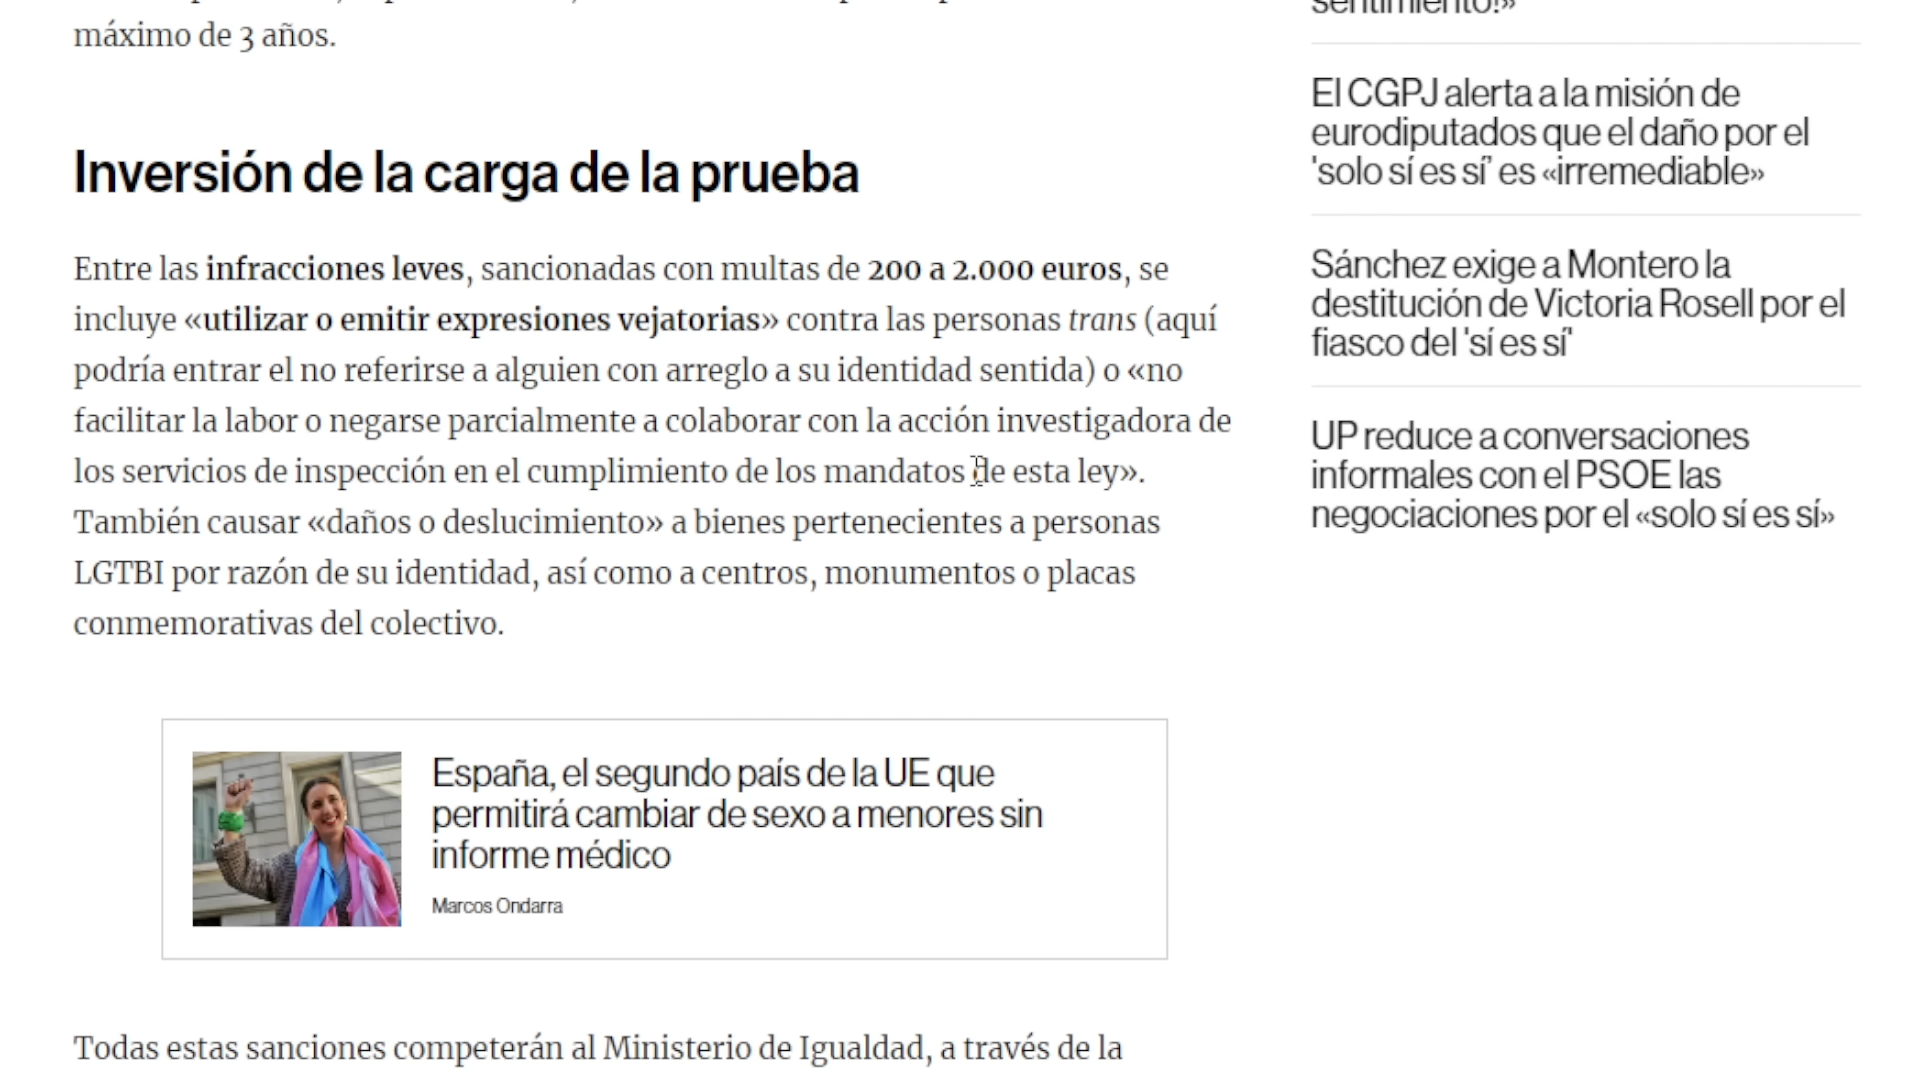 máximo de 3 años.
Inversión de la carga de la prueba
Entre las infracciones leves, sancionadas con multas de 200 a 2.000 euros, se
incluye «utilizar o emitir expresiones vejatorias» contra las personas trans (aquí
podría entrar el no referirse a alguien con arreglo a su identidad sentida) o «no
facilitar la labor o negarse parcialmente a colaborar con la acción investigadora de
los servicios de inspección en el cumplimiento de los mandatos de esta ley».
También causar «daños o deslucimiento» a bienes pertenecientes a personas
LGTBI por razón de su identidad, así como a centros, monumentos o placas
conmemorativas del colectivo.
España, el segundo país de la UE que
permitirá cambiar de sexo a menores sin
informe médico
Marcos Ondarra
Todas estas sanciones competerán al Ministerio de Igualdad, a través de la
sentimiento!»
El CGPJ alerta a la misión de
eurodiputados que el daño por el
'solo sí es sí' es «irremediable»
Sánchez exige a Montero la
destitución de Victoria Rosell por el
fiasco del 'sí es sí'
UP reduce a conversaciones
informales con el PSOE las
negociaciones por el «solo sí es sí»